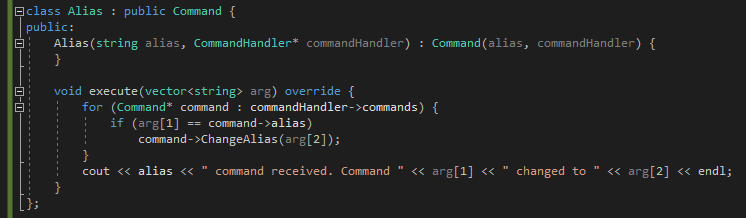 class Alias : public Command {
public:
    Alias(string alias, CommandHandler* commandHandler) : Command(alias, commandHandler) {
    }

    void execute(vector<string> arg) override {
        for (Command* command : commandHandler->commands) {
            if (arg[1] == command->alias)
                command->ChangeAlias(arg[2]);
        }
        cout << alias << " command received. Command " << arg[1] << " changed to " << arg[2] << endl;
    }
};